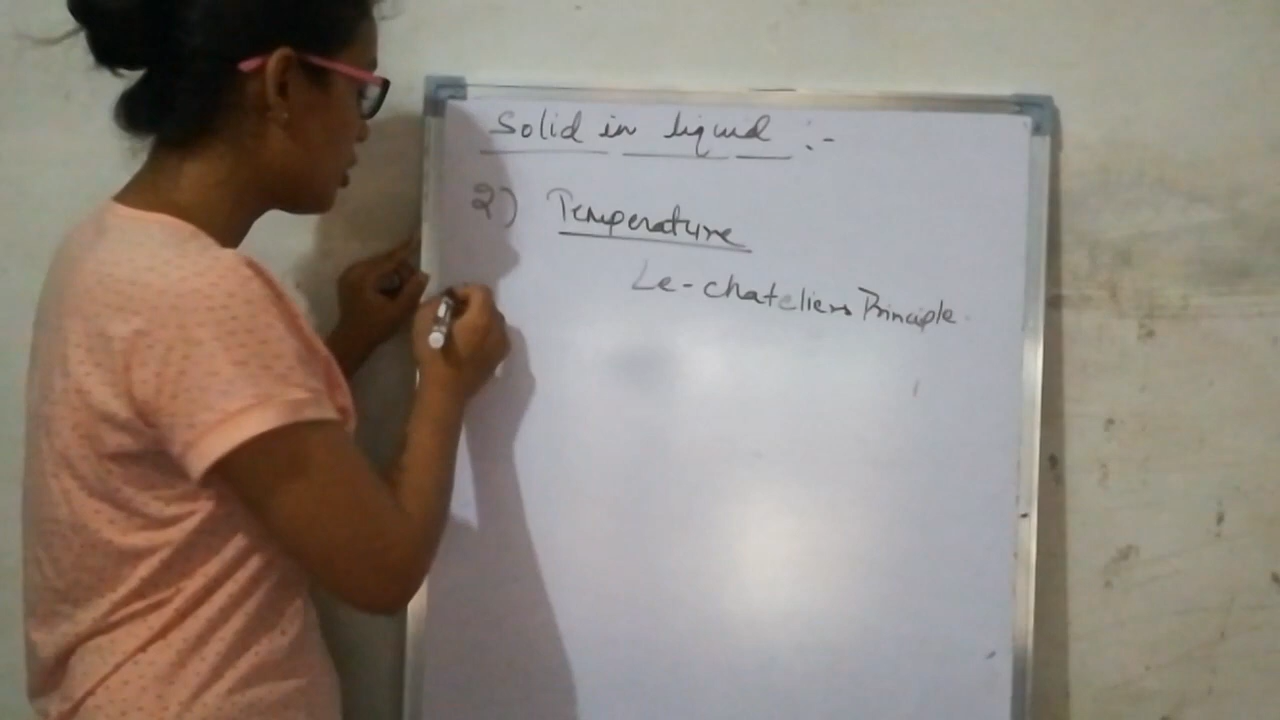 Solid in liquid :-
2) Temperature
Le-chateliers Principle.